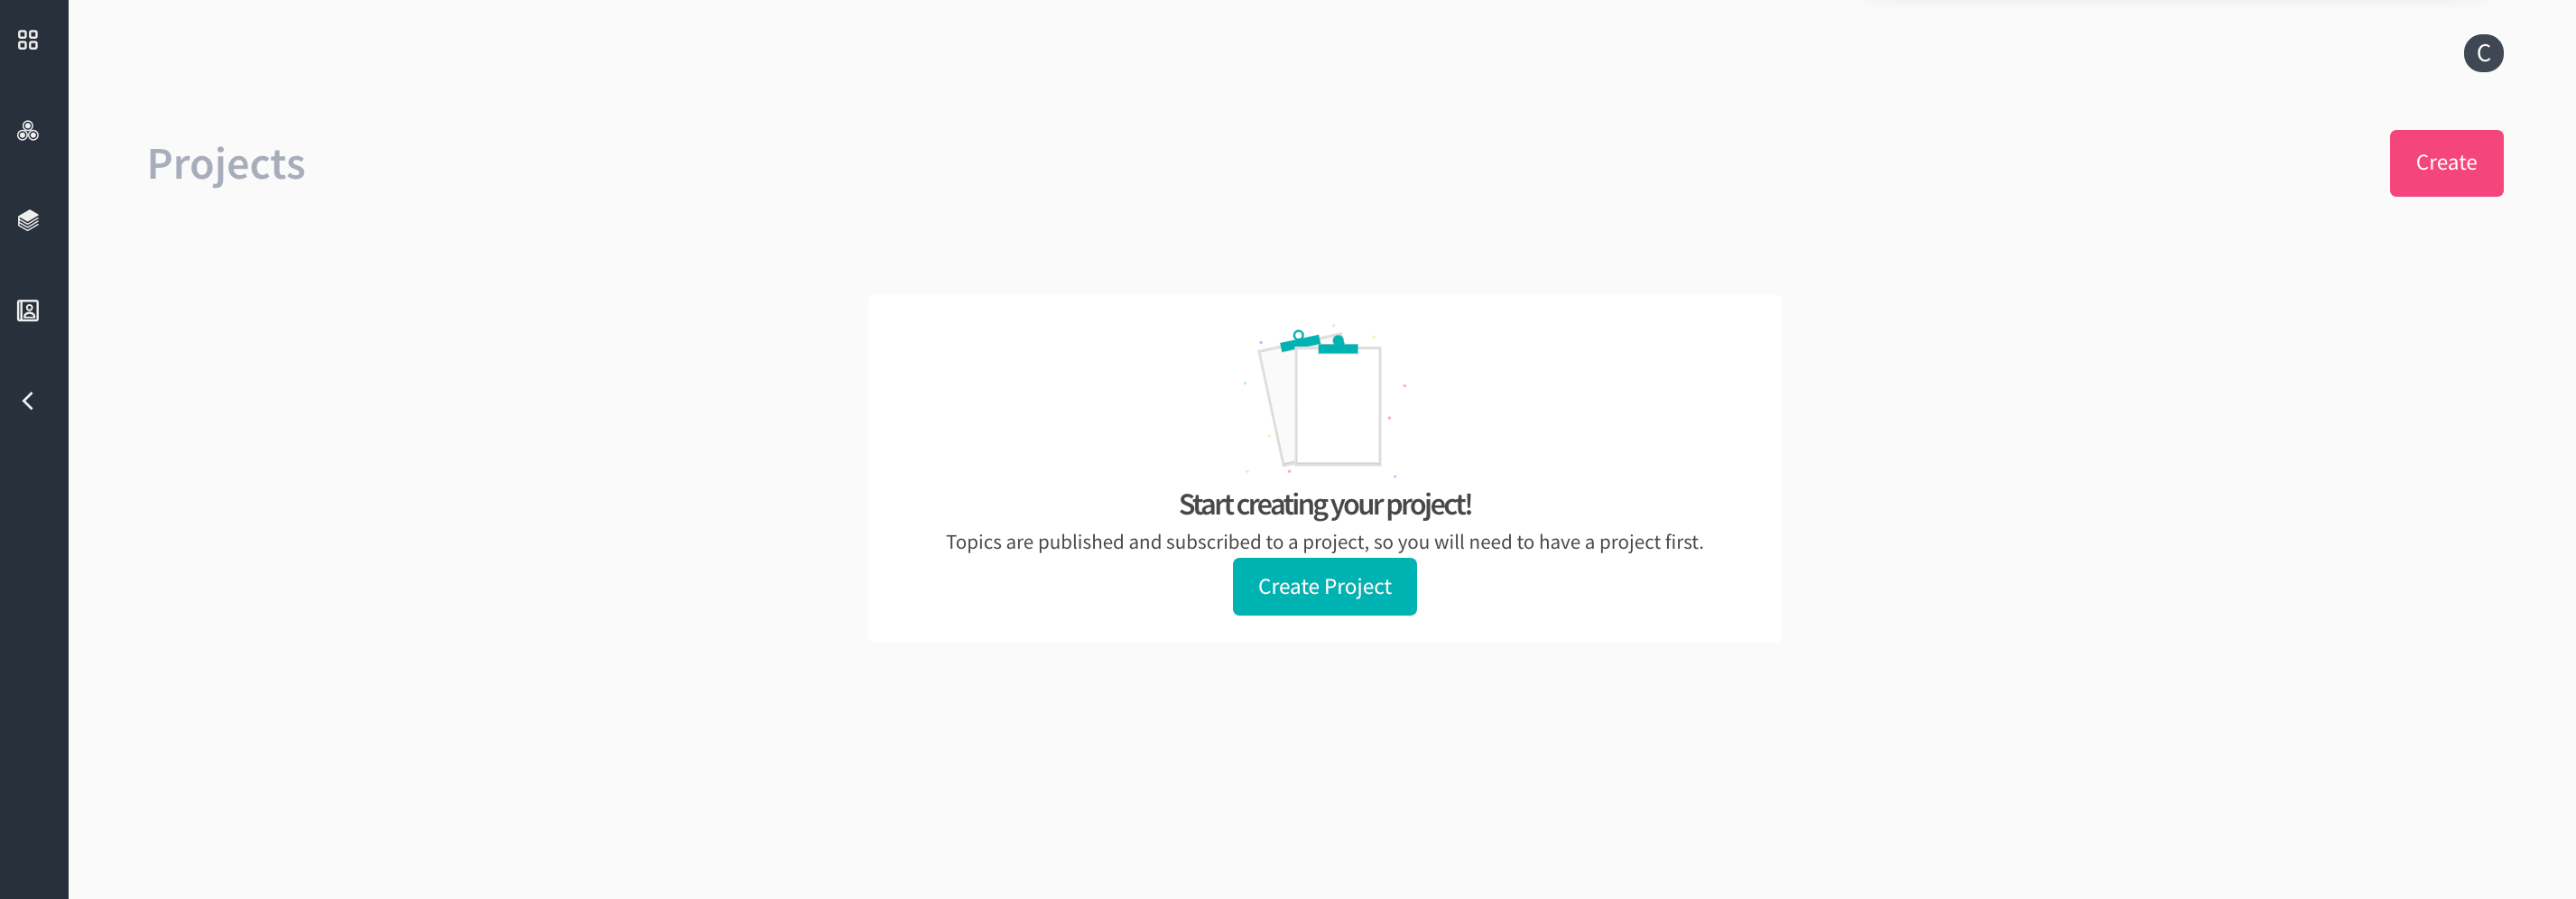 C
Projects
Create
Start creating your project!
Topics are published and subscribed to a project, so you will need to have a project first.
Create Project